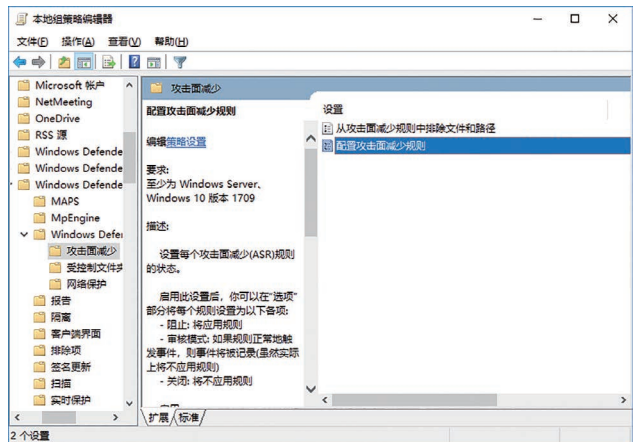 本地组策略编辑器
文件(F) 操作(A) 查看(V) 帮助(H)
Microsoft 帐户
NetMeeting
OneDrive
RSS 源
Windows Defende
Windows Defende
Windows Defende
MAPS
MpEngine
Windows Defer
攻击面减少
受控制文件夹
网络保护
报告
隔离
客户端界面
排除项
签名更新
扫描
实时保护
攻击面减少
配置攻击面减少规则
编辑策略设置
要求:
至少为 Windows Server、
Windows 10 版本 1709
描述:
设置每个攻击面减少(ASR)规则
的状态。
启用此设置后，你可以在"选项"
部分将每个规则设置为以下各项:
- 阻止: 将应用规则
- 审核模式: 如果规则正常地触
发事件，则事件将被记录(虽然实际
上将不应用规则)
- 关闭: 将不应用规则
设置
从攻击面减少规则中排除文件和路径
配置攻击面减少规则
扩展 标准
2 个设置